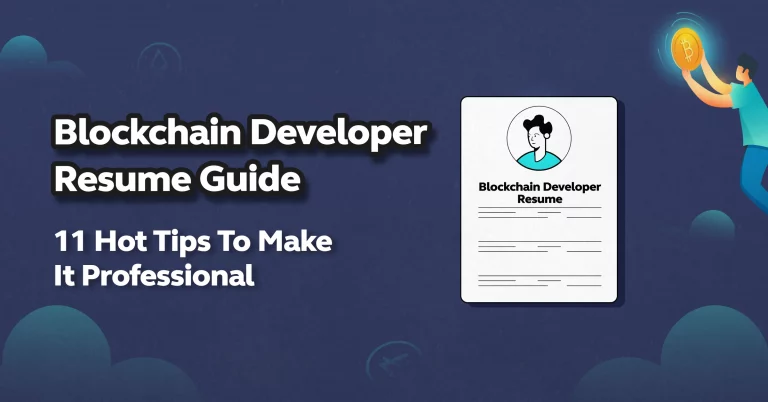 Blockchain Developer
Resume Guide
11 Hot Tips To Make
It Professional
Blockchain Developer
Resume